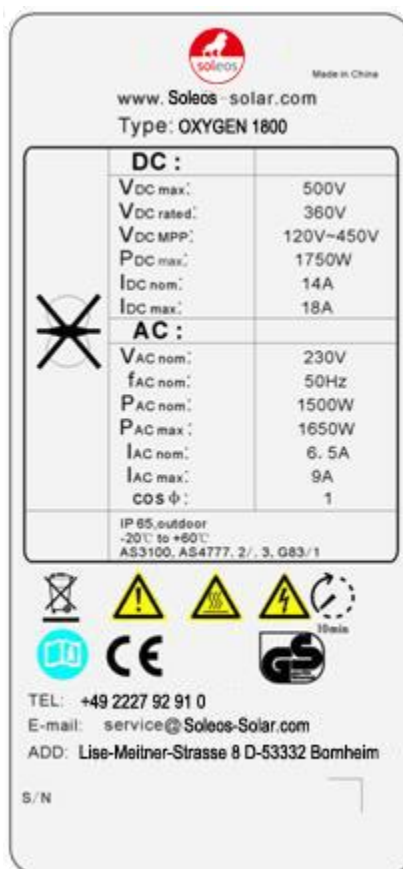 soleos
Made in China
www.Soleos-solar.com
Type: OXYGEN 1800
DC:
VDC max: 500V
VDC rated: 360V
VDC MPP: 120V~450V
PDC max: 1750W
IDC nom: 14A
IDC max: 18A
AC:
VAC nom: 230V
fAC nom: 50Hz
PAC nom: 1500W
PAC max: 1650W
IAC nom: 6.5A
IAC max: 9A
cosΦ: 1
IP 65,outdoor
-20℃ to +60℃
AS3100, AS4777. 2/. 3, G83/1
10min
CE
GS
TEL: +49 2227 92 91 0
E-mail: service@Soleos-Solar.com
ADD: Lise-Meitner-Strasse 8 D-53332 Bornheim
S/N